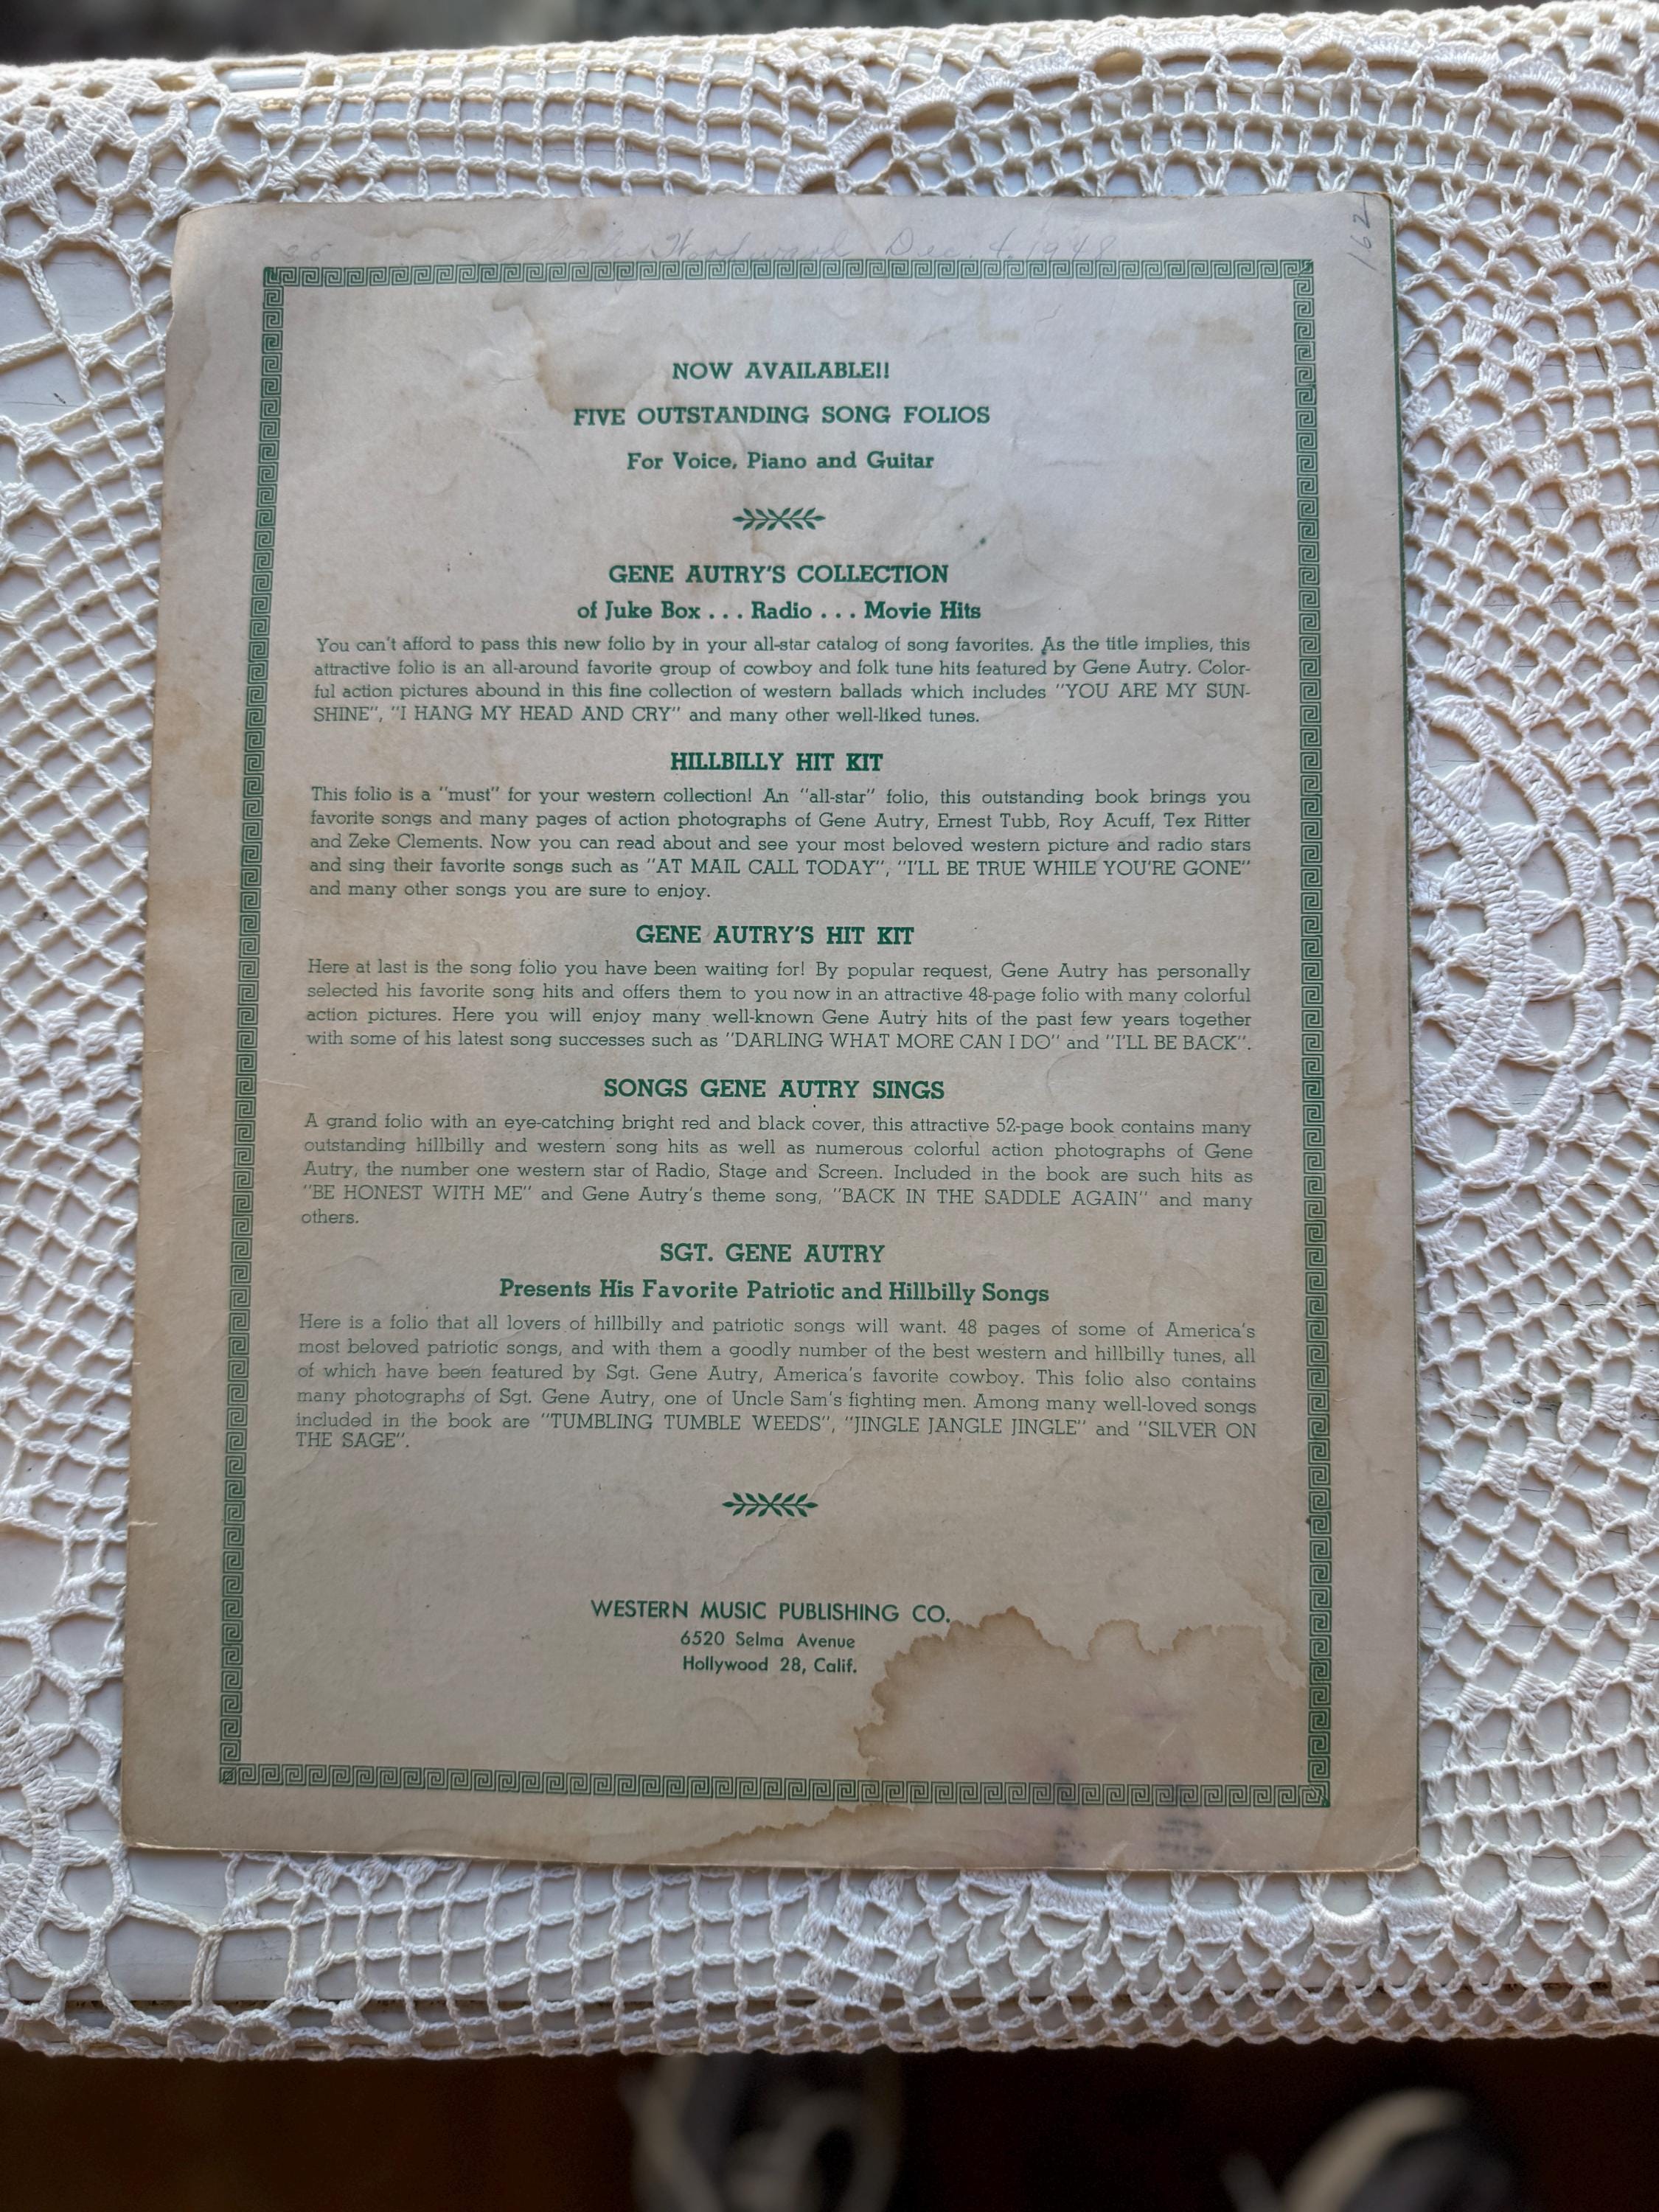 Shirley Woodward Dec. 4, 1948
162
NOW AVAILABLE!!
FIVE OUTSTANDING SONG FOLIOS
For Voice, Piano and Guitar
GENE AUTRY'S COLLECTION
of Juke Box . . . Radio . . . Movie Hits
You can't afford to pass this new folio by in your all-star catalog of song favorites. As the title implies, this
attractive folio is an all-around favorite group of cowboy and folk tune hits featured by Gene Autry. Color-
ful action pictures abound in this fine collection of western ballads which includes "YOU ARE MY SUN-
SHINE", "I HANG MY HEAD AND CRY" and many other well-liked tunes.
HILLBILLY HIT KIT
This folio is a "must" for your western collection! An "all-star" folio, this outstanding book brings you
favorite songs and many pages of action photographs of Gene Autry, Ernest Tubb, Roy Acuff, Tex Ritter
and Zeke Clements. Now you can read about and see your most beloved western picture and radio stars
and sing their favorite songs such as "AT MAIL CALL TODAY", "I'LL BE TRUE WHILE YOU'RE GONE"
and many other songs you are sure to enjoy.
GENE AUTRY'S HIT KIT
Here at last is the song folio you have been waiting for! By popular request, Gene Autry has personally
selected his favorite song hits and offers them to you now in an attractive 48-page folio with many colorful
action pictures. Here you will enjoy many well-known Gene Autry hits of the past few years together
with some of his latest song successes such as "DARLING WHAT MORE CAN I DO" and "I'LL BE BACK".
SONGS GENE AUTRY SINGS
A grand folio with an eye-catching bright red and black cover, this attractive 52-page book contains many
outstanding hillbilly and western song hits as well as numerous colorful action photographs of Gene
Autry, the number one western star of Radio, Stage and Screen. Included in the book are such hits as
"BE HONEST WITH ME" and Gene Autry's theme song, "BACK IN THE SADDLE AGAIN" and many
others.
SGT. GENE AUTRY
Presents His Favorite Patriotic and Hillbilly Songs
Here is a folio that all lovers of hillbilly and patriotic songs will want. 48 pages of some of America's
most beloved patriotic songs, and with them a goodly number of the best western and hillbilly tunes, all
of which have been featured by Sgt. Gene Autry, America's favorite cowboy. This folio also contains
many photographs of Sgt. Gene Autry, one of Uncle Sam's fighting men. Among many well-loved songs
included in the book are "TUMBLING TUMBLE WEEDS", "JINGLE JANGLE JINGLE" and "SILVER ON
THE SAGE".
WESTERN MUSIC PUBLISHING CO.
6520 Selma Avenue
Hollywood 28, Calif.